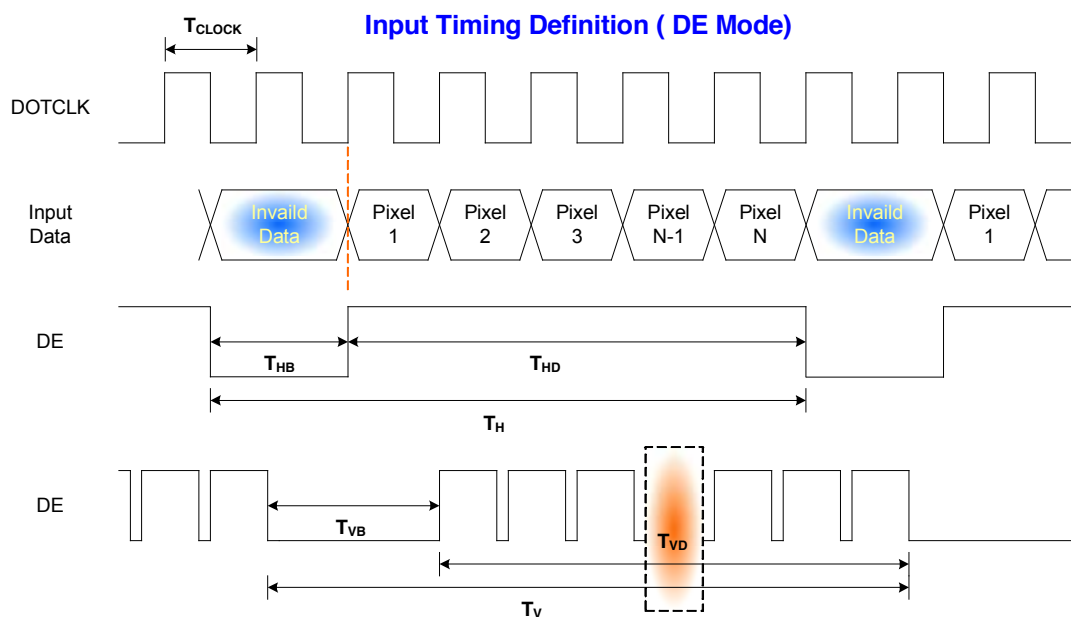 Input Timing Definition ( DE Mode)
TCLOCK
DOTCLK
Input
Data
Invaild
Data
Pixel
1
Pixel
2
Pixel
3
Pixel
N-1
Pixel
N
Invaild
Data
Pixel
1
DE
THB
THD
TH
DE
TVB
TVD
TV